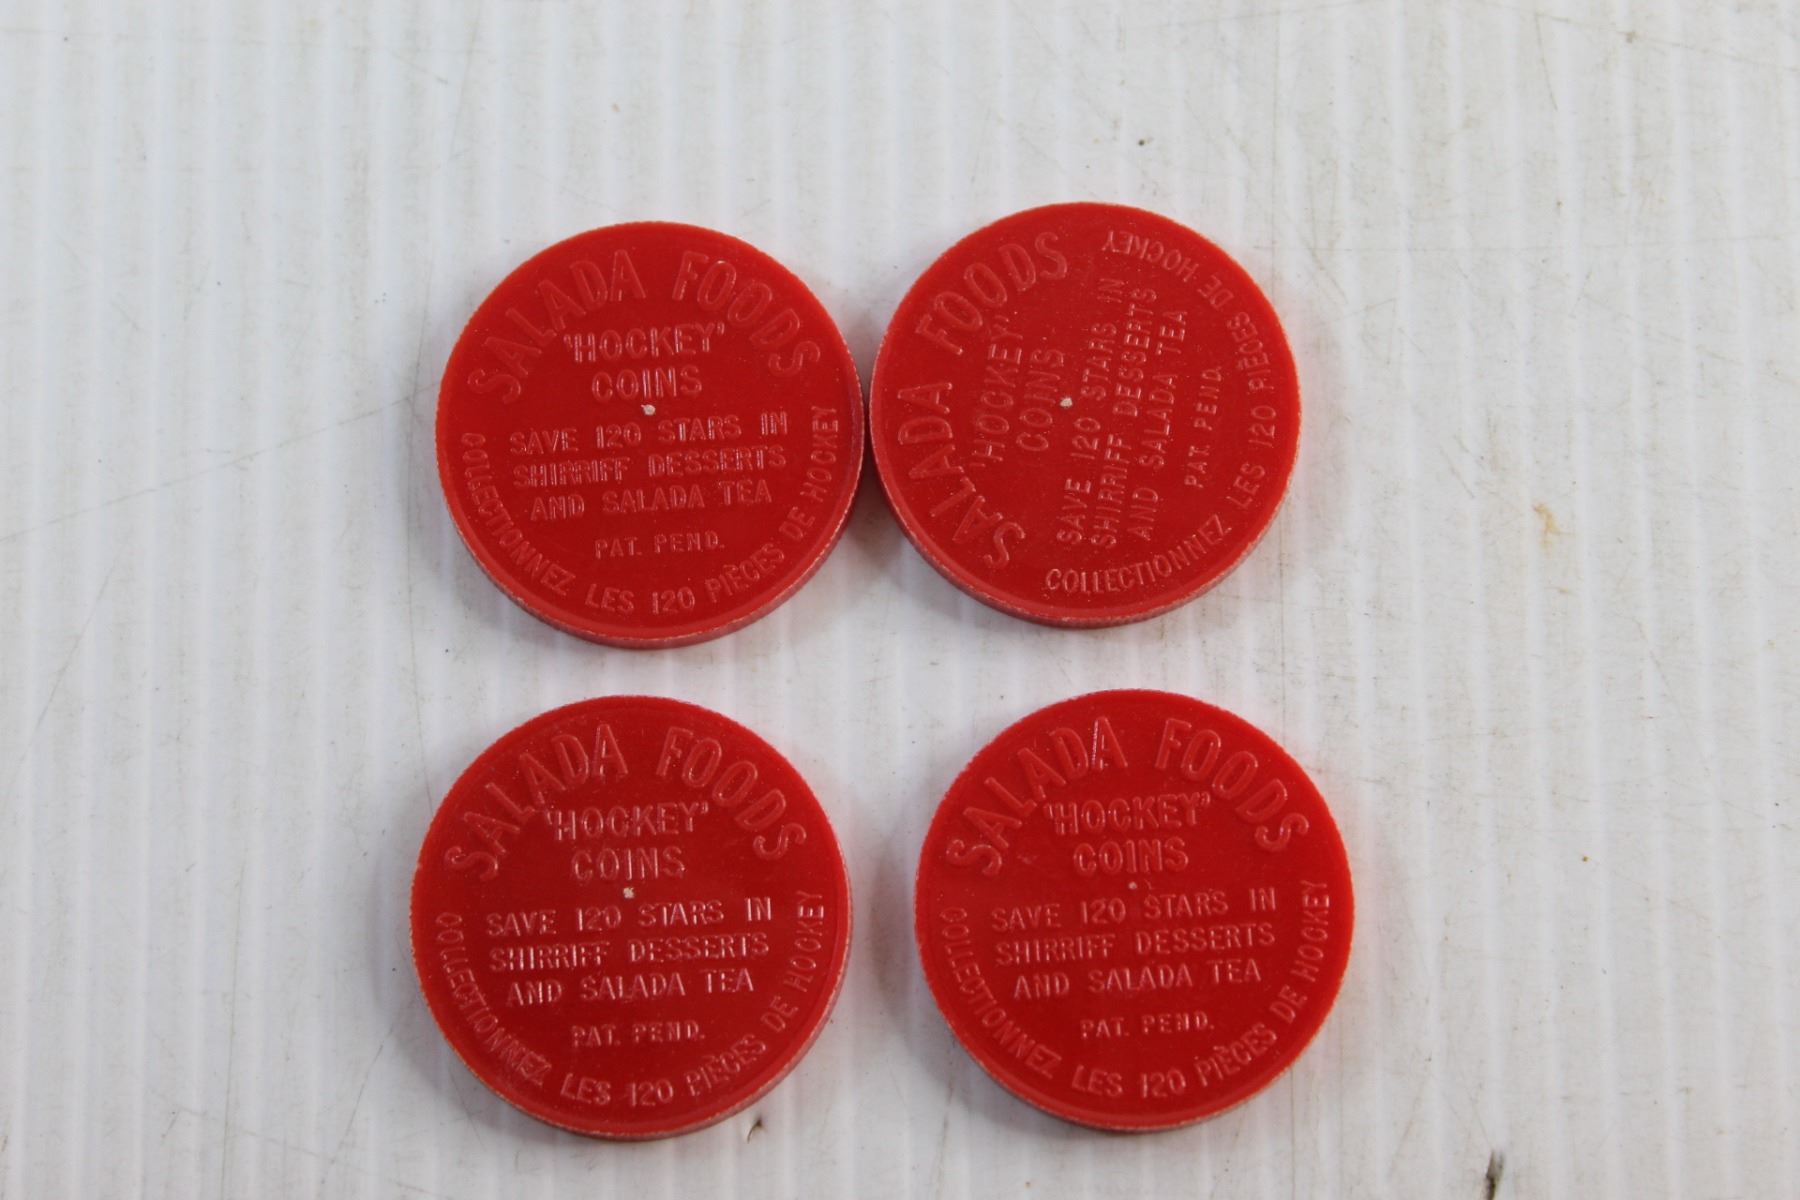 SALADA FOODS
'HOCKEY'
COINS
SAVE 120 STARS IN
SHIRRIFF DESSERTS
AND SALADA TEA
PAT. PEND.
COLLECTIONNEZ LES 120 PIÈCES DE HOCKEY
SALADA FOODS
'HOCKEY'
COINS
SAVE 120 STARS IN
SHIRRIFF DESSERTS
AND SALADA TEA
PAT. PEND.
COLLECTIONNEZ LES 120 PIÈCES DE HOCKEY
SALADA FOODS
'HOCKEY'
COINS
SAVE 120 STARS IN
SHIRRIFF DESSERTS
AND SALADA TEA
PAT. PEND.
COLLECTIONNEZ LES 120 PIÈCES DE HOCKEY
SALADA FOODS
'HOCKEY'
COINS
SAVE 120 STARS IN
SHIRRIFF DESSERTS
AND SALADA TEA
PAT. PEND.
COLLECTIONNEZ LES 120 PIÈCES DE HOCKEY